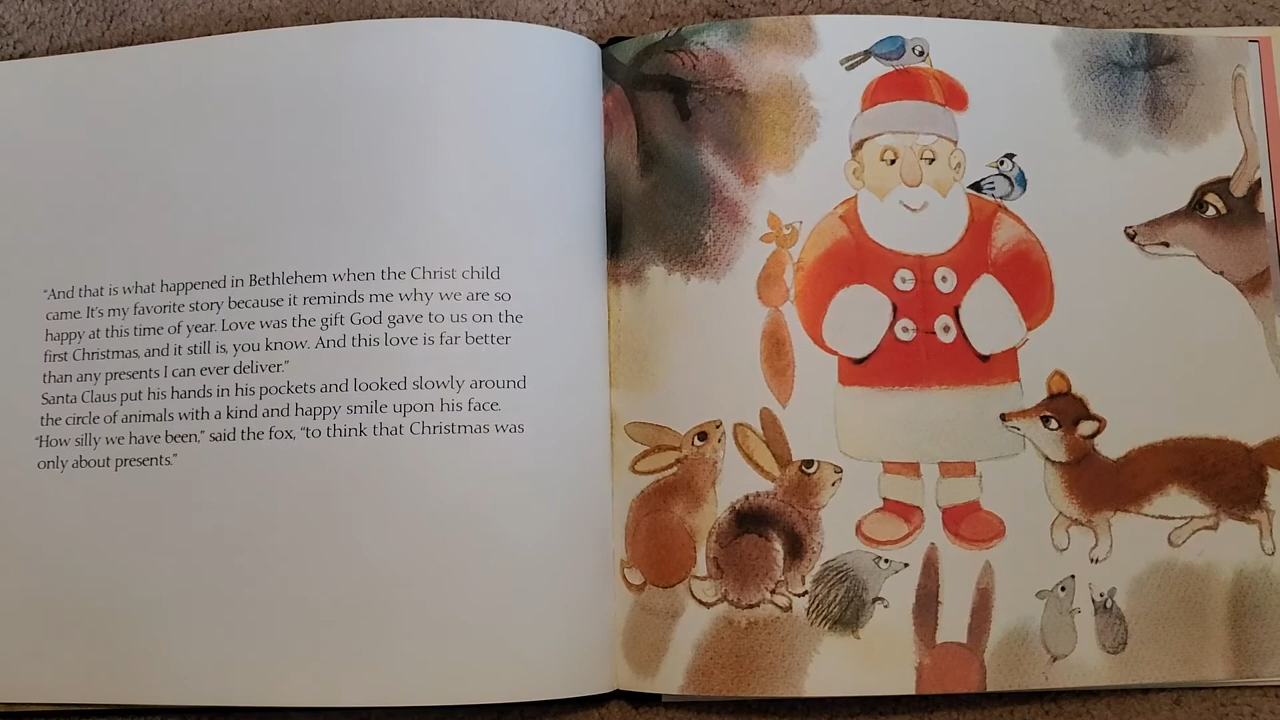 "And that is what happened in Bethlehem when the Christ child
came. It's my favorite story because it reminds me why we are so
happy at this time of year. Love was the gift God gave to us on the
first Christmas, and it still is, you know. And this love is far better
than any presents I can ever deliver."
Santa Claus put his hands in his pockets and looked slowly around
the circle of animals with a kind and happy smile upon his face.
"How silly we have been," said the fox, "to think that Christmas was
only about presents."